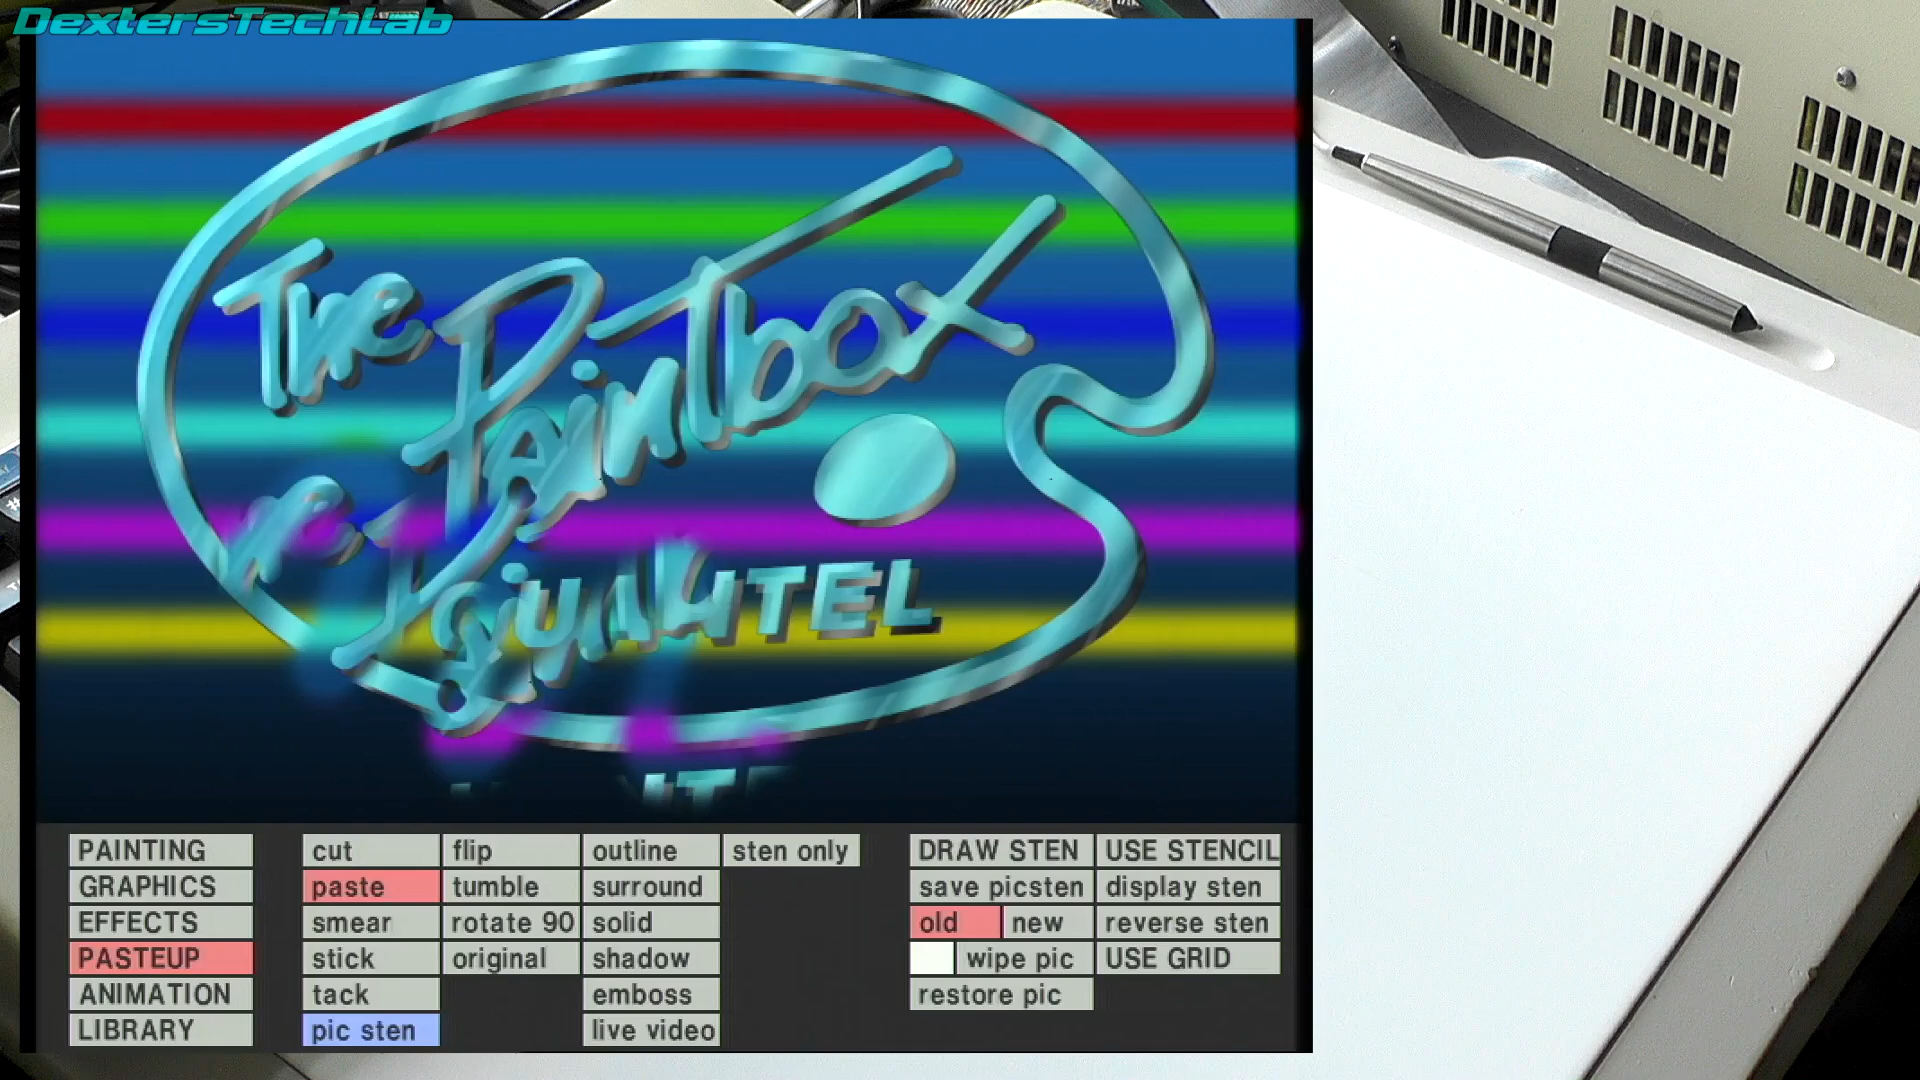 DextersTechLab
The Paintbox
QUANTEL
PAINTING
GRAPHICS
EFFECTS
PASTEUP
ANIMATION
LIBRARY
cut flip outline sten only
paste tumble surround
smear rotate 90 solid
stick original shadow
tack emboss
pic sten live video
DRAW STEN USE STENCIL
save picsten display sten
old new reverse sten
wipe pic USE GRID
restore pic